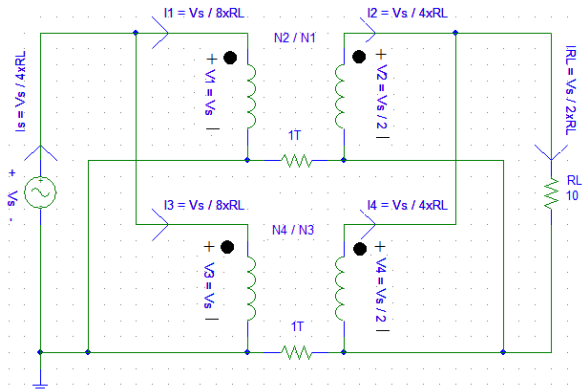 I1 = Vs / 8xRL
I2 = Vs / 4xRL
N2 / N1
Is = Vs / 4xRL
+ V1 = Vs |
+ V2 = Vs / 2 |
IRL = Vs / 2xRL
1T
+ Vs -
RL
10
I3 = Vs / 8xRL
I4 = Vs / 4xRL
N4 / N3
+ V3 = Vs |
+ V4 = Vs / 2 |
1T